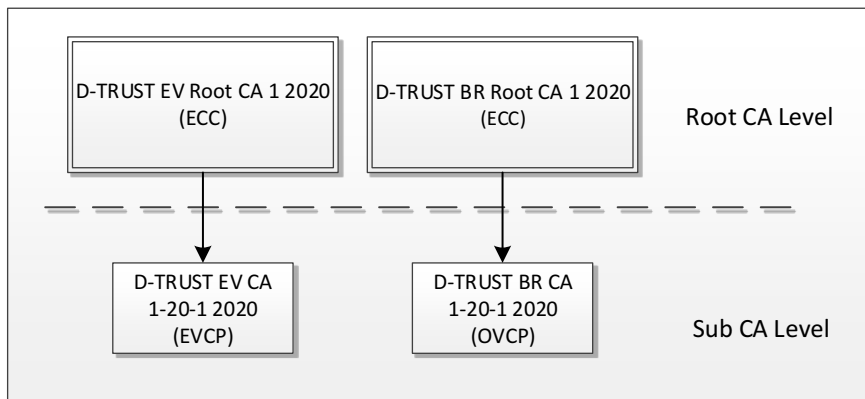 D-TRUST EV Root CA 1 2020
(ECC)
D-TRUST BR Root CA 1 2020
(ECC)
Root CA Level
D-TRUST EV CA
1-20-1 2020
(EVCP)
D-TRUST BR CA
1-20-1 2020
(OVCP)
Sub CA Level